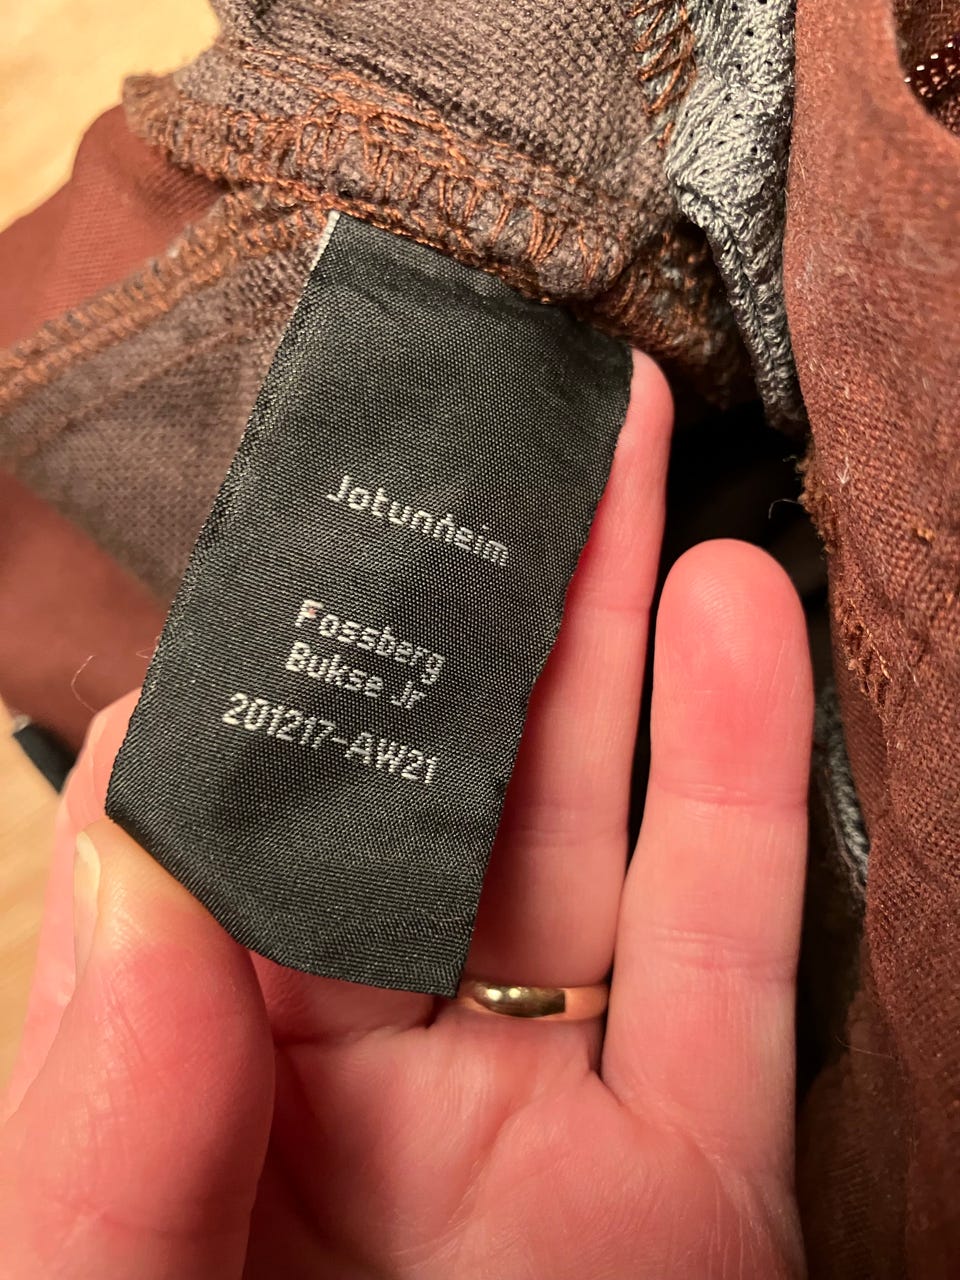 Jotunheim
Fossberg
Bukse jr
201217-AW21